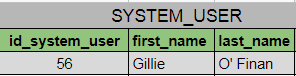 SYSTEM_USER
id_system_user first_name last_name
56 Gillie O' Finan